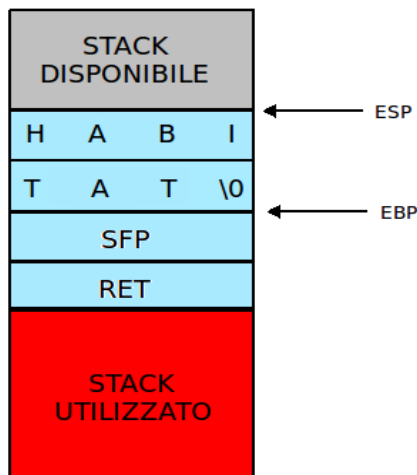 STACK
DISPONIBILE
ESP
H A B I
T A T \0
EBP
SFP
RET
STACK
UTILIZZATO